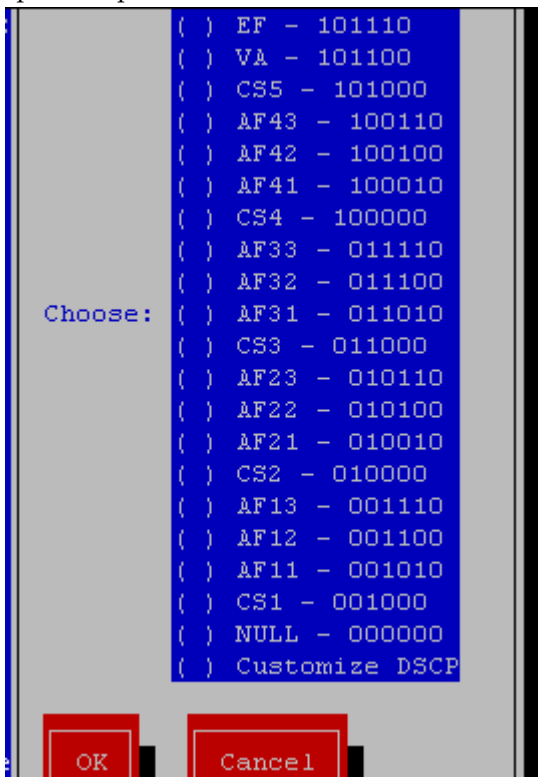 ( ) EF - 101110
( ) VA - 101100
( ) CS5 - 101000
( ) AF43 - 100110
( ) AF42 - 100100
( ) AF41 - 100010
( ) CS4 - 100000
( ) AF33 - 011110
( ) AF32 - 011100
Choose: ( ) AF31 - 011010
( ) CS3 - 011000
( ) AF23 - 010110
( ) AF22 - 010100
( ) AF21 - 010010
( ) CS2 - 010000
( ) AF13 - 001110
( ) AF12 - 001100
( ) AF11 - 001010
( ) CS1 - 001000
( ) NULL - 000000
( ) Customize DSCP
OK Cancel